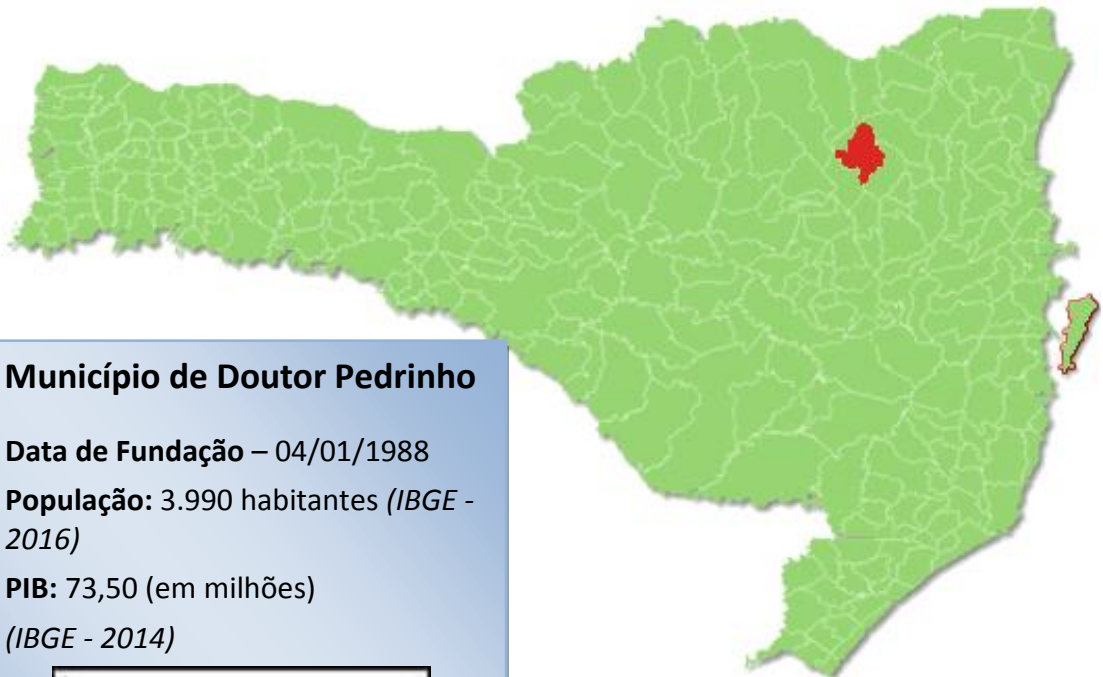 Município de Doutor Pedrinho
Data de Fundação – 04/01/1988
População: 3.990 habitantes (IBGE -
2016)
PIB: 73,50 (em milhões)
(IBGE - 2014)